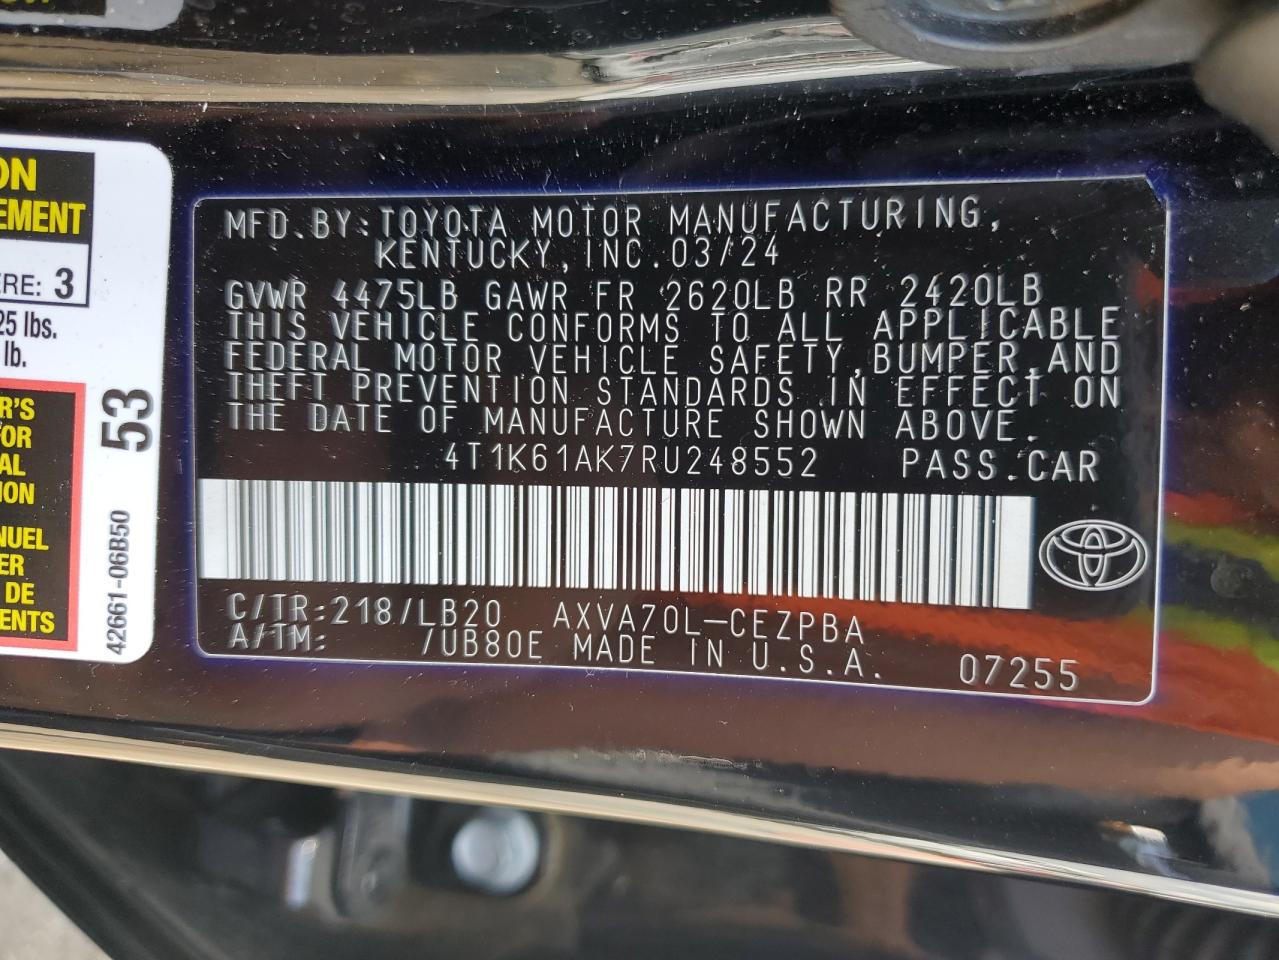 ON
EMENT
ERE: 3
25 lbs.
lb.
R'S
FOR
AL
ION
NUEL
ER
DE
MENTS
42661-06B50 53
MFD.BY:TOYOTA MOTOR MANUFACTURING,
KENTUCKY,INC.03/24
GVWR 4475LB GAWR FR 2620LB RR 2420LB
THIS VEHICLE CONFORMS TO ALL APPLICABLE
FEDERAL MOTOR VEHICLE SAFETY,BUMPER,AND
THEFT PREVENTION STANDARDS IN EFFECT ON
THE DATE OF MANUFACTURE SHOWN ABOVE.
4T1K61AK7RU248552 PASS.CAR
C/TR:218/LB20 AXVA70L-CEZPBA
A/TM: /UB80E MADE IN U.S.A. 07255